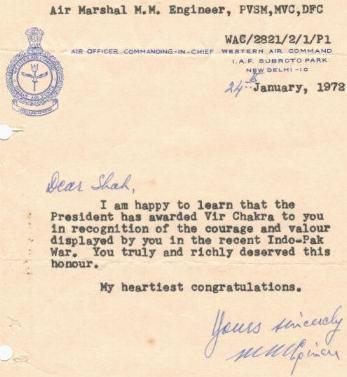 Air Marshal M.M. Engineer, PVSM,MVC,DFC
WAC/2821/2/1/P1
AIR OFFICER COMMANDING-IN-CHIEF WESTERN AIR COMMAND
I.A.F. SUBROTO PARK
NEW DELHI-10
24th January, 1972
Dear Shah,
I am happy to learn that the
President has awarded Vir Chakra to you
in recognition of the courage and valour
displayed by you in the recent Indo-Pak
War. You truly and richly deserved this
honour.
My heartiest congratulations.
Yours sincerely